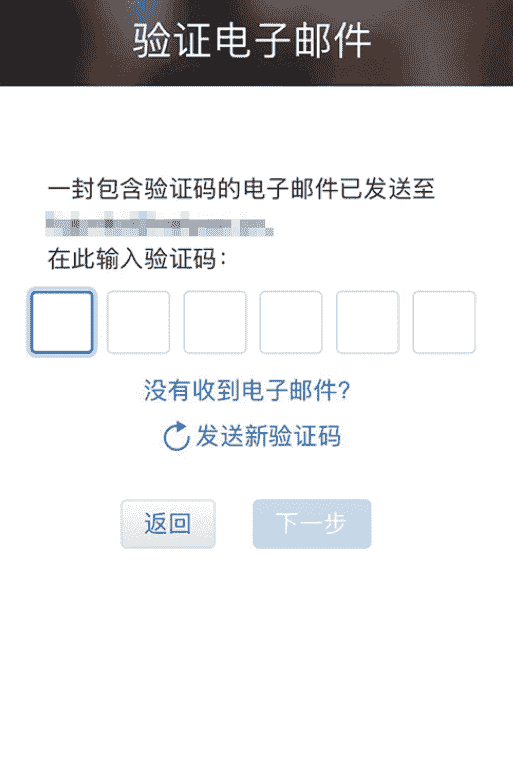 验证电子邮件
一封包含验证码的电子邮件已发送至
在此输入验证码：
没有收到电子邮件？
发送新验证码
返回
下一步